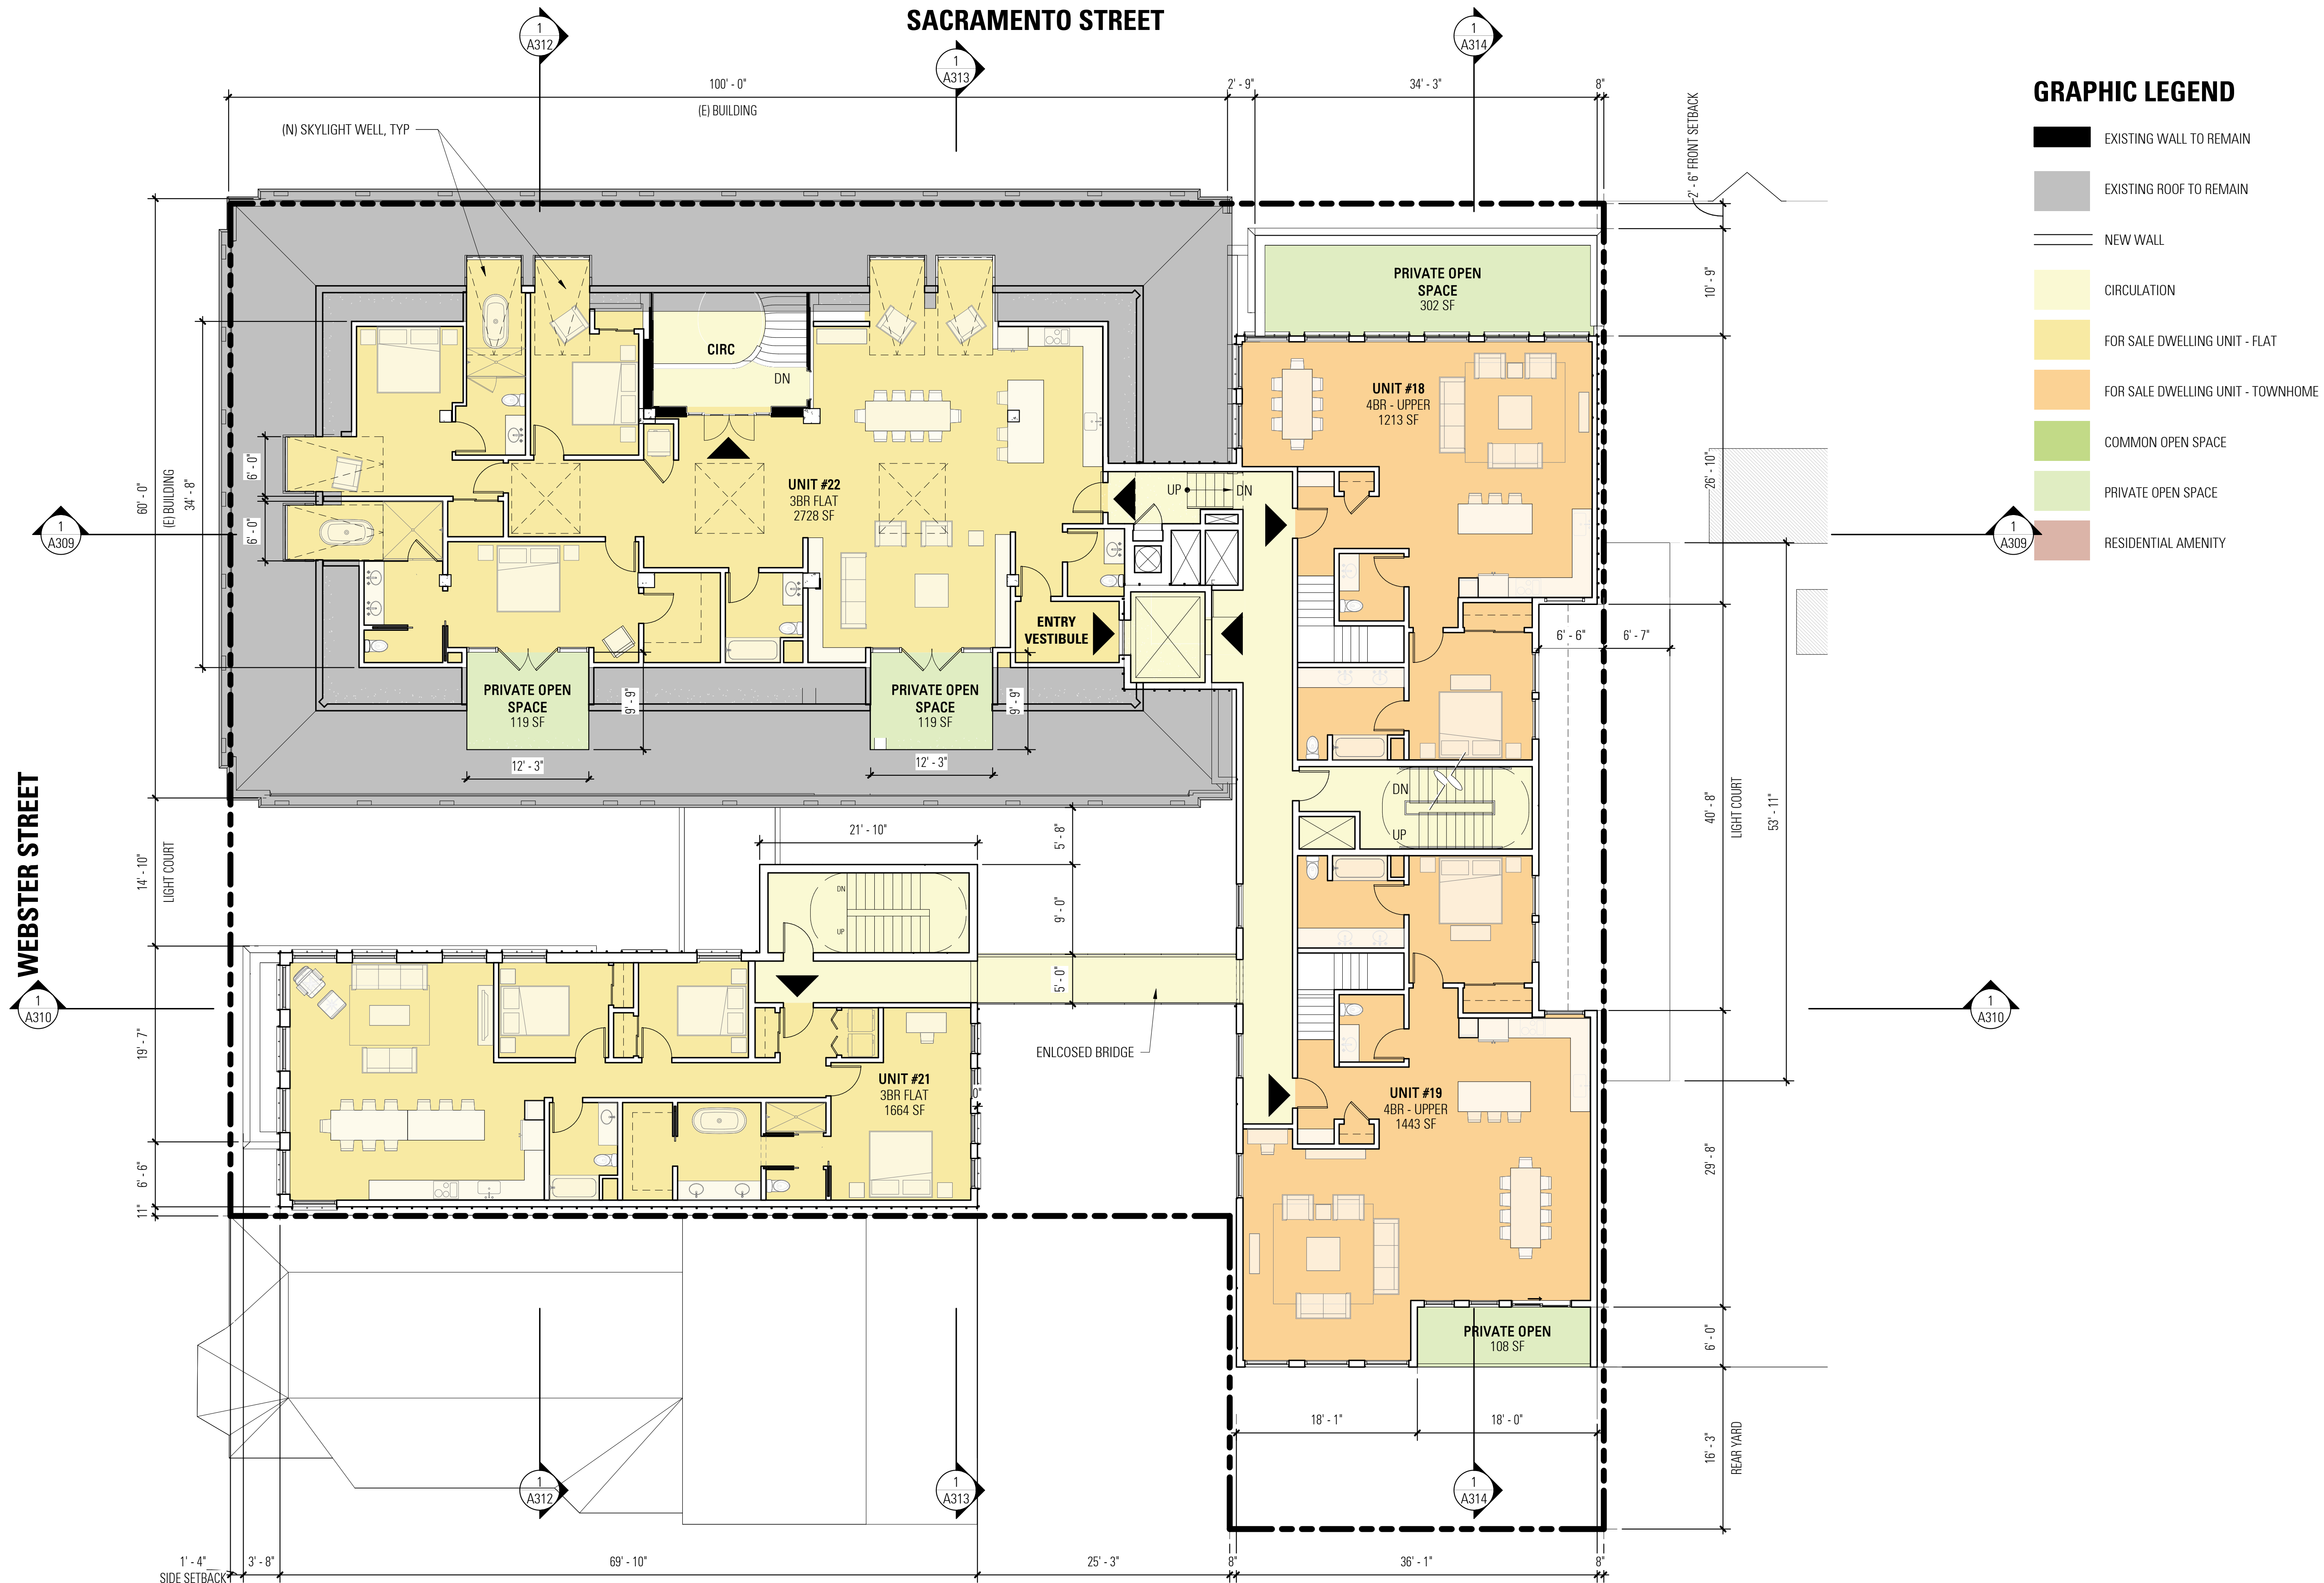 SACRAMENTO STREET
1
A312
1
A313
1
A314
100' - 0"
(E) BUILDING
2' - 9"
34' - 3"
8"
2' - 6" FRONT SETBACK
(N) SKYLIGHT WELL, TYP
GRAPHIC LEGEND
EXISTING WALL TO REMAIN
EXISTING ROOF TO REMAIN
NEW WALL
CIRCULATION
FOR SALE DWELLING UNIT - FLAT
FOR SALE DWELLING UNIT - TOWNHOME
COMMON OPEN SPACE
PRIVATE OPEN SPACE
RESIDENTIAL AMENITY
PRIVATE OPEN
SPACE
302 SF
10' - 9"
CIRC
DN
UNIT #18
4BR - UPPER
1213 SF
26' - 10"
60' - 0"
(E) BUILDING
34' - 8"
6' - 0"
6' - 0"
UNIT #22
3BR FLAT
2728 SF
UP
DN
1
A309
1
A309
ENTRY
VESTIBULE
6' - 6"
6' - 7"
PRIVATE OPEN
SPACE
119 SF
9' - 9"
12' - 3"
PRIVATE OPEN
SPACE
119 SF
9' - 9"
12' - 3"
DN
UP
40' - 8"
LIGHT COURT
53' - 11"
WEBSTER STREET
14' - 10"
LIGHT COURT
21' - 10"
5' - 8"
DN
UP
9' - 0"
5' - 0"
1
A310
1
A310
19' - 7"
ENLCOSED BRIDGE
UNIT #21
3BR FLAT
1664 SF
0"
UNIT #19
4BR - UPPER
1443 SF
29' - 8"
6' - 6"
11"
PRIVATE OPEN
108 SF
6' - 0"
18' - 1"
18' - 0"
16' - 3"
REAR YARD
1
A312
1
A313
1
A314
1' - 4"
SIDE SETBACK
3' - 8"
69' - 10"
25' - 3"
8"
36' - 1"
8"